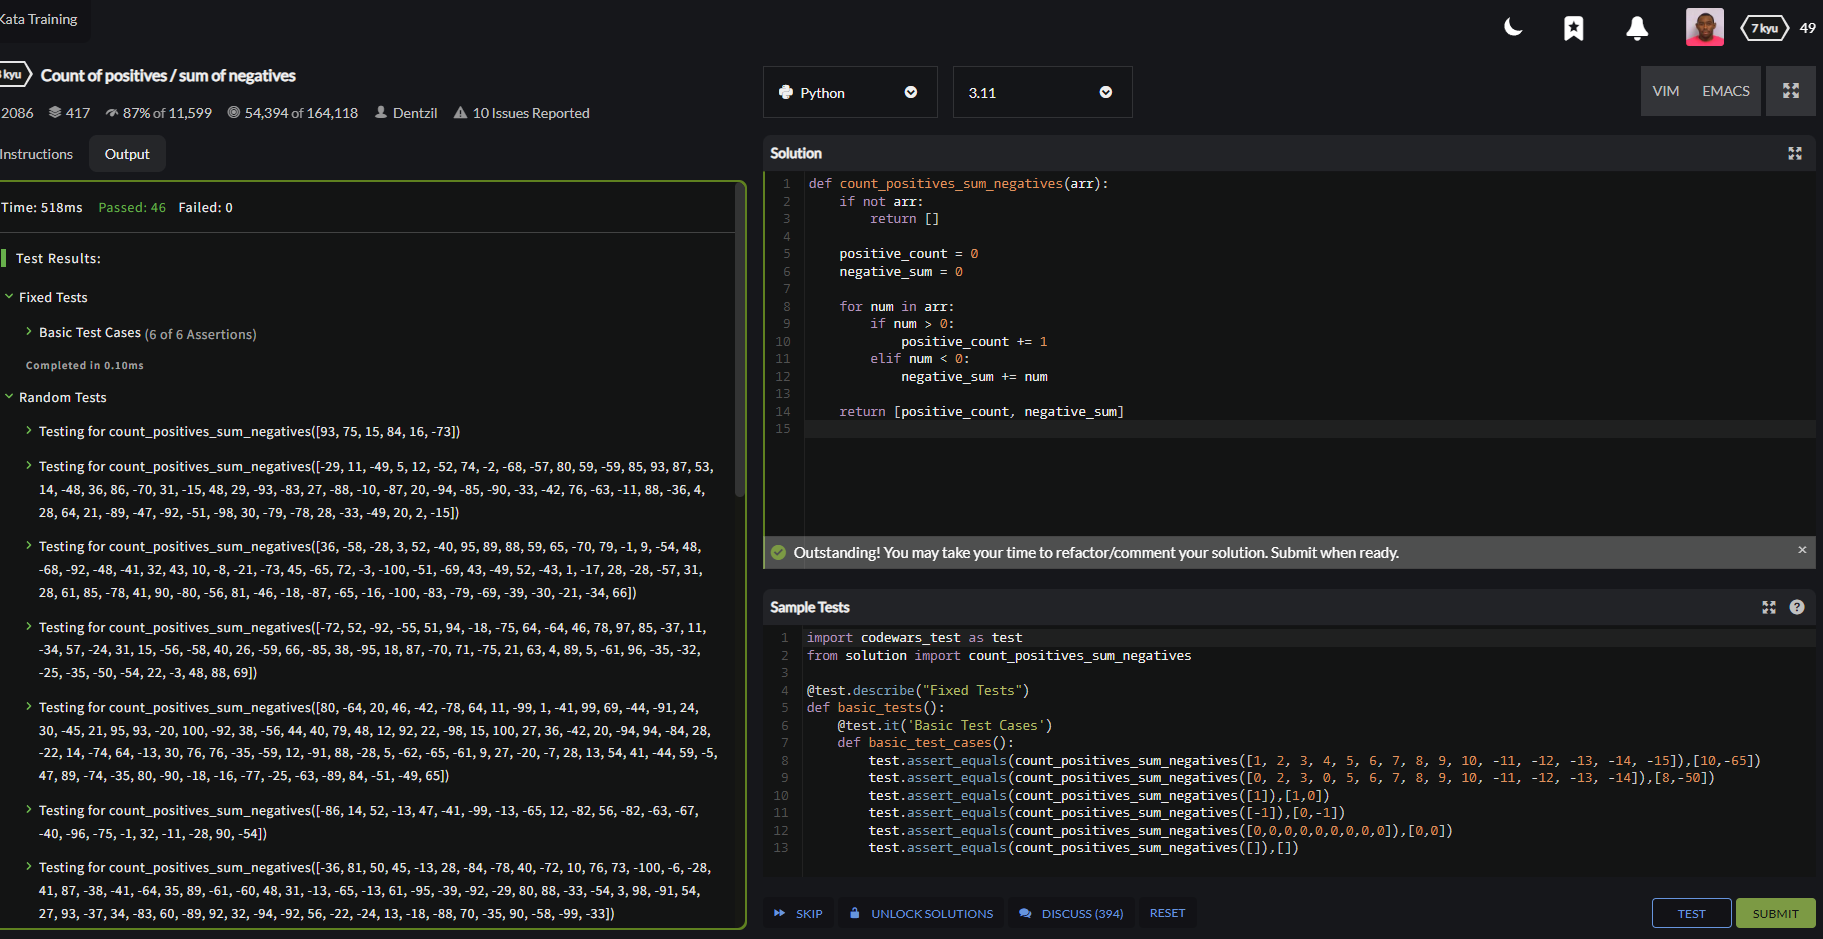 Kata Training
7 kyu
49
kyu
Count of positives / sum of negatives
2086
417
87% of 11,599
54,394 of 164,118
Dentzil
10 Issues Reported
Python
3.11
VIM
EMACS
Instructions
Output
Time: 518ms
Passed: 46
Failed: 0
Test Results:
Fixed Tests
Basic Test Cases (6 of 6 Assertions)
Completed in 0.10ms
Random Tests
Testing for count_positives_sum_negatives([93, 75, 15, 84, 16, -73])
Testing for count_positives_sum_negatives([-29, 11, -49, 5, 12, -52, 74, -2, -68, -57, 80, 59, -59, 85, 93, 87, 53,
14, -48, 36, 86, -70, 31, -15, 48, 29, -93, -83, 27, -88, -10, -87, 20, -94, -85, -90, -33, -42, 76, -63, -11, 88, -36, 4,
28, 64, 21, -89, -47, -92, -51, -98, 30, -79, -78, 28, -33, -49, 20, 2, -15])
Testing for count_positives_sum_negatives([36, -58, -28, 3, 52, -40, 95, 89, 88, 59, 65, -70, 79, -1, 9, -54, 48,
-68, -92, -48, -41, 32, 43, 10, -8, -21, -73, 45, -65, 72, -3, -100, -51, -69, 43, -49, 52, -43, 1, -17, 28, -28, -57, 31,
28, 61, 85, -78, 41, 90, -80, -56, 81, -46, -18, -87, -65, -16, -100, -83, -79, -69, -39, -30, -21, -34, 66])
Testing for count_positives_sum_negatives([-72, 52, -92, -55, 51, 94, -18, -75, 64, -64, 46, 78, 97, 85, -37, 11,
-34, 57, -24, 31, 15, -56, -58, 40, 26, -59, 66, -85, 38, -95, 18, 87, -70, 71, -75, 21, 63, 4, 89, 5, -61, 96, -35, -32,
-25, -35, -50, -54, 22, -3, 48, 88, 69])
Testing for count_positives_sum_negatives([80, -64, 20, 46, -42, -78, 64, 11, -99, 1, -41, 99, 69, -44, -91, 24,
30, -45, 21, 95, 93, -20, 100, -92, 38, -56, 44, 40, 79, 48, 12, 92, 22, -98, 15, 100, 27, 36, -42, 20, -94, 94, -84, 28,
-22, 14, -74, 64, -13, 30, 76, 76, -35, -59, 12, -91, 88, -28, 5, -62, -65, -61, 9, 27, -20, -7, 28, 13, 54, 41, -44, 59, -5,
47, 89, -74, -35, 80, -90, -18, -16, -77, -25, -63, -89, 84, -51, -49, 65])
Testing for count_positives_sum_negatives([-86, 14, 52, -13, 47, -41, -99, -13, -65, 12, -82, 56, -82, -63, -67,
-40, -96, -75, -1, 32, -11, -28, 90, -54])
Testing for count_positives_sum_negatives([-36, 81, 50, 45, -13, 28, -84, -78, 40, -72, 10, 76, 73, -100, -6, -28,
41, 87, -38, -41, -64, 35, 89, -61, -60, 48, 31, -13, -65, -13, 61, -95, -39, -92, -29, 80, 88, -33, -54, 3, 98, -91, 54,
27, 93, -37, 34, -83, 60, -89, 92, 32, -94, -92, 56, -22, -24, 13, -18, -88, 70, -35, 90, -58, -99, -33])
Solution
1 def count_positives_sum_negatives(arr):
2 if not arr:
3 return []
4
5 positive_count = 0
6 negative_sum = 0
7
8 for num in arr:
9 if num > 0:
10 positive_count += 1
11 elif num < 0:
12 negative_sum += num
13
14 return [positive_count, negative_sum]
15
Outstanding! You may take your time to refactor/comment your solution. Submit when ready.
Sample Tests
1 import codewars_test as test
2 from solution import count_positives_sum_negatives
3
4 @test.describe("Fixed Tests")
5 def basic_tests():
6 @test.it('Basic Test Cases')
7 def basic_test_cases():
8 test.assert_equals(count_positives_sum_negatives([1, 2, 3, 4, 5, 6, 7, 8, 9, 10, -11, -12, -13, -14, -15]),[10,-65])
9 test.assert_equals(count_positives_sum_negatives([0, 2, 3, 0, 5, 6, 7, 8, 9, 10, -11, -12, -13, -14]),[8,-50])
10 test.assert_equals(count_positives_sum_negatives([1]),[1,0])
11 test.assert_equals(count_positives_sum_negatives([-1]),[0,-1])
12 test.assert_equals(count_positives_sum_negatives([0,0,0,0,0,0,0,0,0]),[0,0])
13 test.assert_equals(count_positives_sum_negatives([]),[])
SKIP
UNLOCK SOLUTIONS
DISCUSS (394)
RESET
TEST
SUBMIT